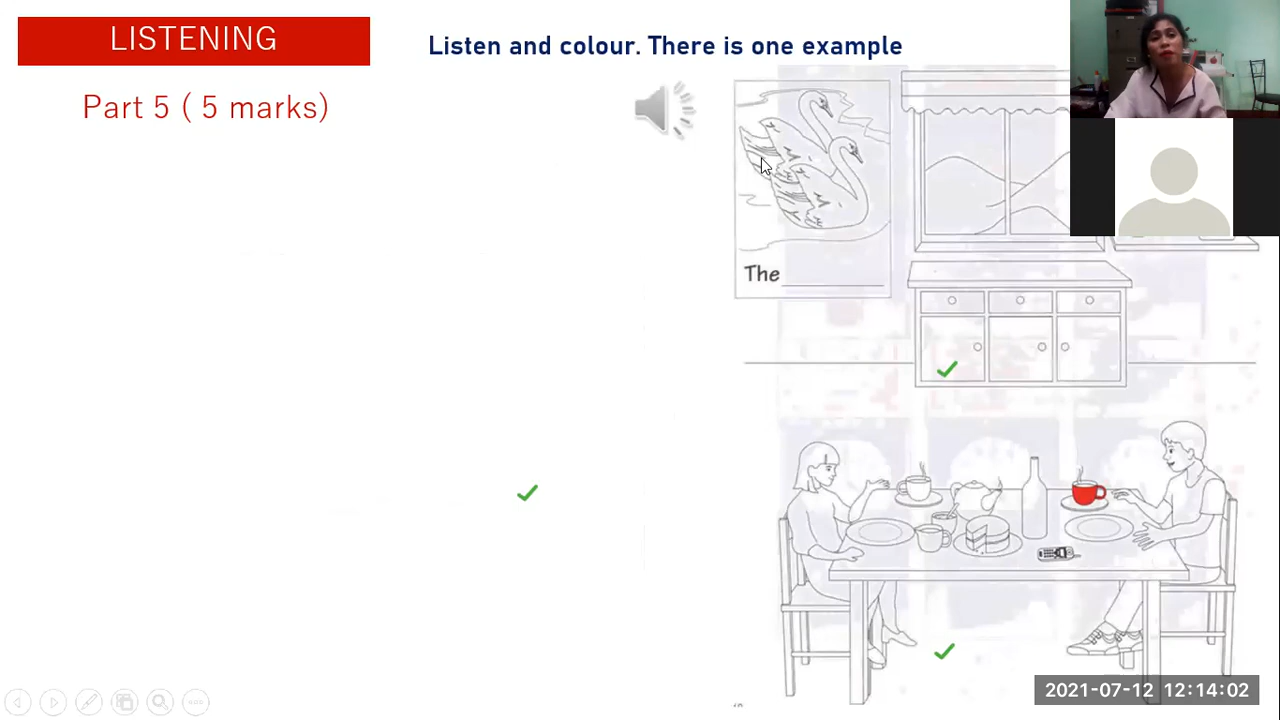 LISTENING
Listen and colour. There is one example
Part 5 ( 5 marks)
The
2021-07-12 12:14:02